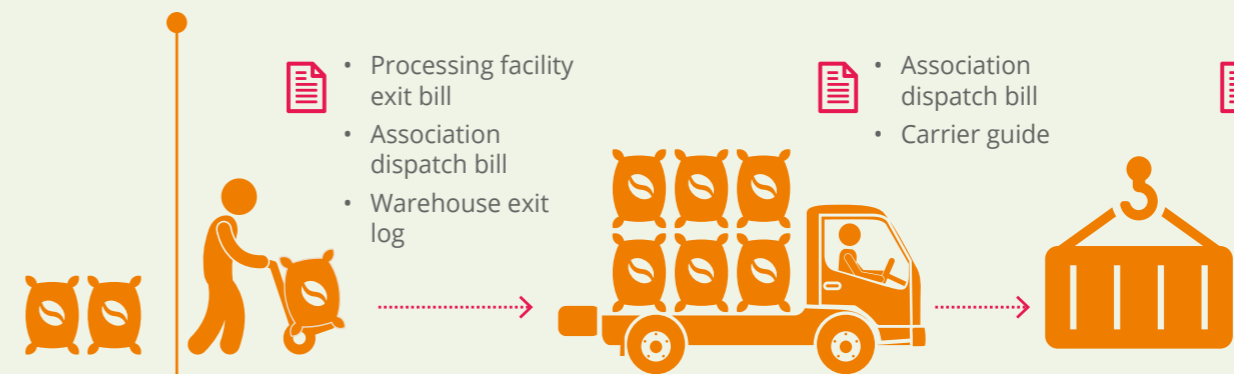 • Processing facility
exit bill
• Association
dispatch bill
• Warehouse exit
log
• Association
dispatch bill
• Carrier guide